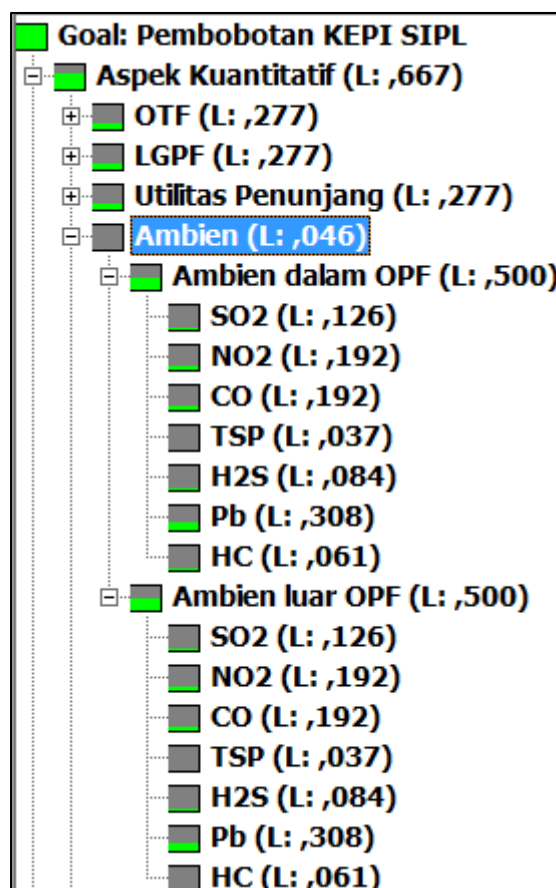 Goal: Pembobotan KEPI SIPL
Aspek Kuantitatif (L: ,667)
OTF (L: ,277)
LGPF (L: ,277)
Utilitas Penunjang (L: ,277)
Ambien (L: ,046)
Ambien dalam OPF (L: ,500)
SO2 (L: ,126)
NO2 (L: ,192)
CO (L: ,192)
TSP (L: ,037)
H2S (L: ,084)
Pb (L: ,308)
HC (L: ,061)
Ambien luar OPF (L: ,500)
SO2 (L: ,126)
NO2 (L: ,192)
CO (L: ,192)
TSP (L: ,037)
H2S (L: ,084)
Pb (L: ,308)
HC (L: ,061)